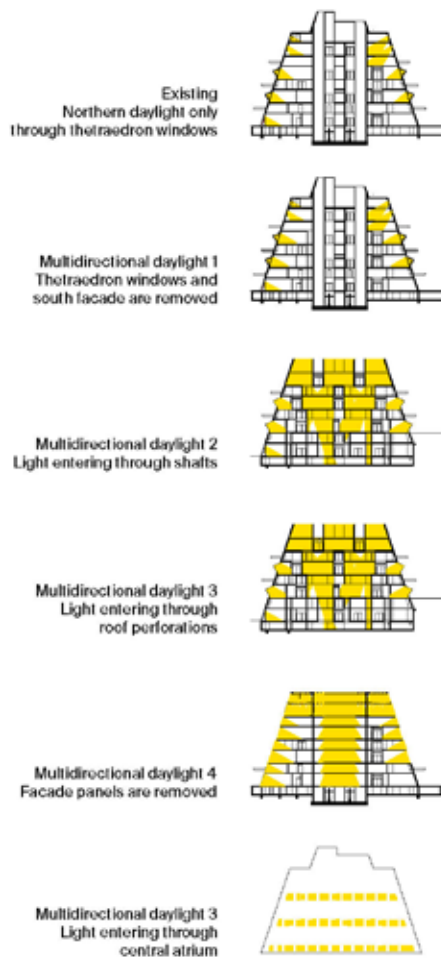 Existing
Northern daylight only
through thetraedron windows
Multidirectional daylight 1
Thetraedron windows and
south facade are removed
Multidirectional daylight 2
Light entering through shafts
Multidirectional daylight 3
Light entering through
roof perforations
Multidirectional daylight 4
Facade panels are removed
Multidirectional daylight 3
Light entering through
central atrium